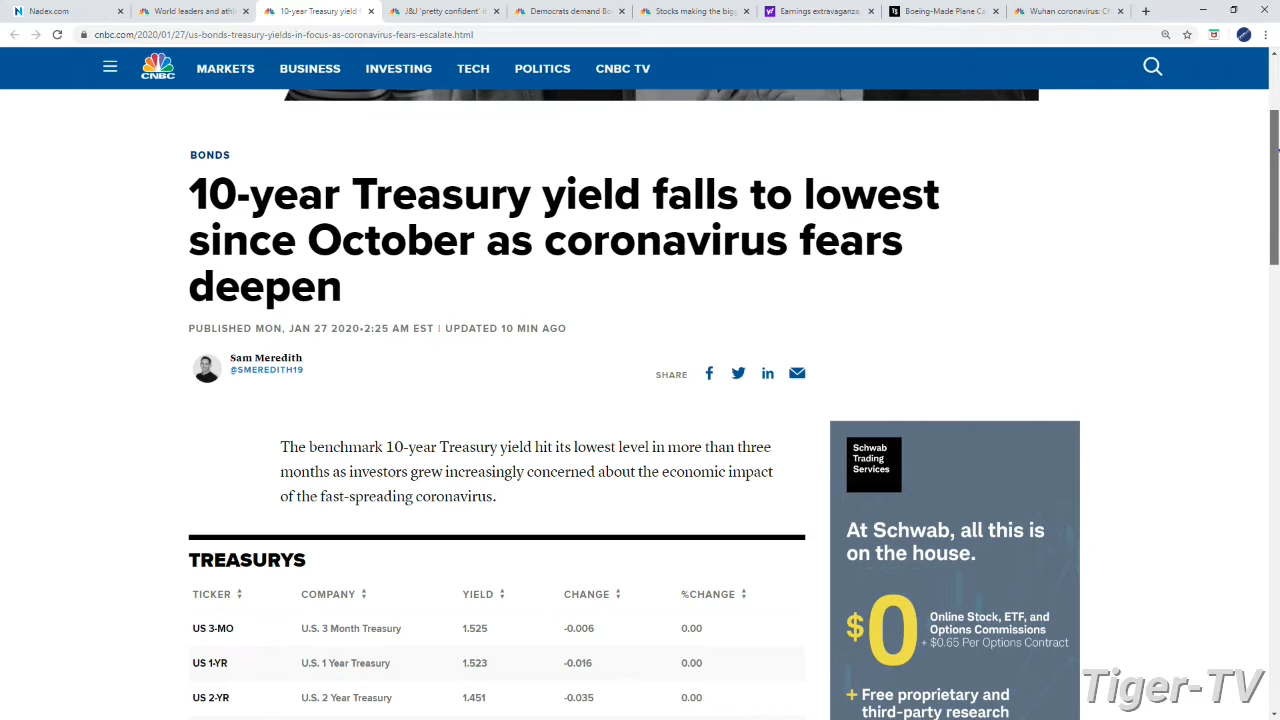 Nadex.com
World leaders and athl
10-year Treasury yield f
J&J 'pretty confident' it
Democrats demand Bo
Stocks making the big
Earnings extravaganza,
Boeing-Made Plane Ca
Wuhan coronavirus: Cl
cnbc.com/2020/01/27/us-bonds-treasury-yields-in-focus-as-coronavirus-fears-escalate.html
CNBC
MARKETS BUSINESS INVESTING TECH POLITICS CNBC TV
BONDS
10-year Treasury yield falls to lowest
since October as coronavirus fears
deepen
PUBLISHED MON, JAN 27 2020•2:25 AM EST | UPDATED 10 MIN AGO
Sam Meredith
@SMEREDITH19
SHARE
The benchmark 10-year Treasury yield hit its lowest level in more than three
months as investors grew increasingly concerned about the economic impact
of the fast-spreading coronavirus.
TREASURYS
TICKER COMPANY YIELD CHANGE %CHANGE
US 3-MO U.S. 3 Month Treasury 1.525 -0.006 0.00
US 1-YR U.S. 1 Year Treasury 1.523 -0.016 0.00
US 2-YR U.S. 2 Year Treasury 1.451 -0.035 0.00
Schwab
Trading
Services
At Schwab, all this is
on the house.
$0
Online Stock, ETF, and
Options Commissions
+ $0.65 Per Options Contract
+ Free proprietary and
third-party research
Tiger-TV